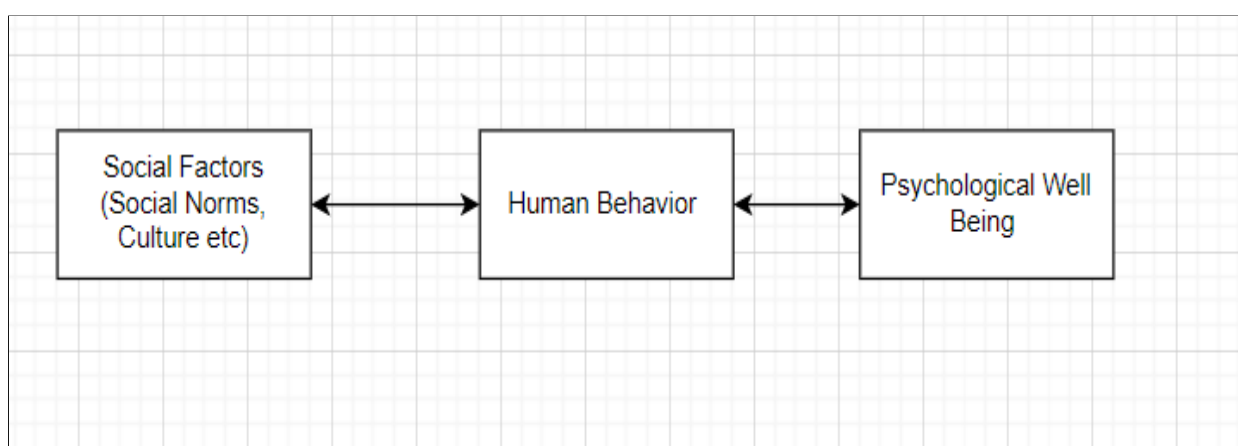 Social Factors
(Social Norms,
Culture etc)
Human Behavior
Psychological Well
Being